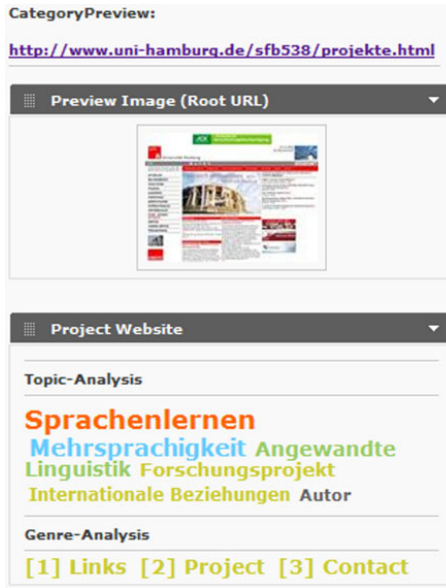 CategoryPreview:
http://www.uni-hamburg.de/sfb538/projekte.html
Preview Image (Root URL)
Project Website
Topic-Analysis
Sprachenlernen
Mehrsprachigkeit Angewandte
Linguistik Forschungsprojekt
Internationale Beziehungen Autor
Genre-Analysis
[1] Links [2] Project [3] Contact